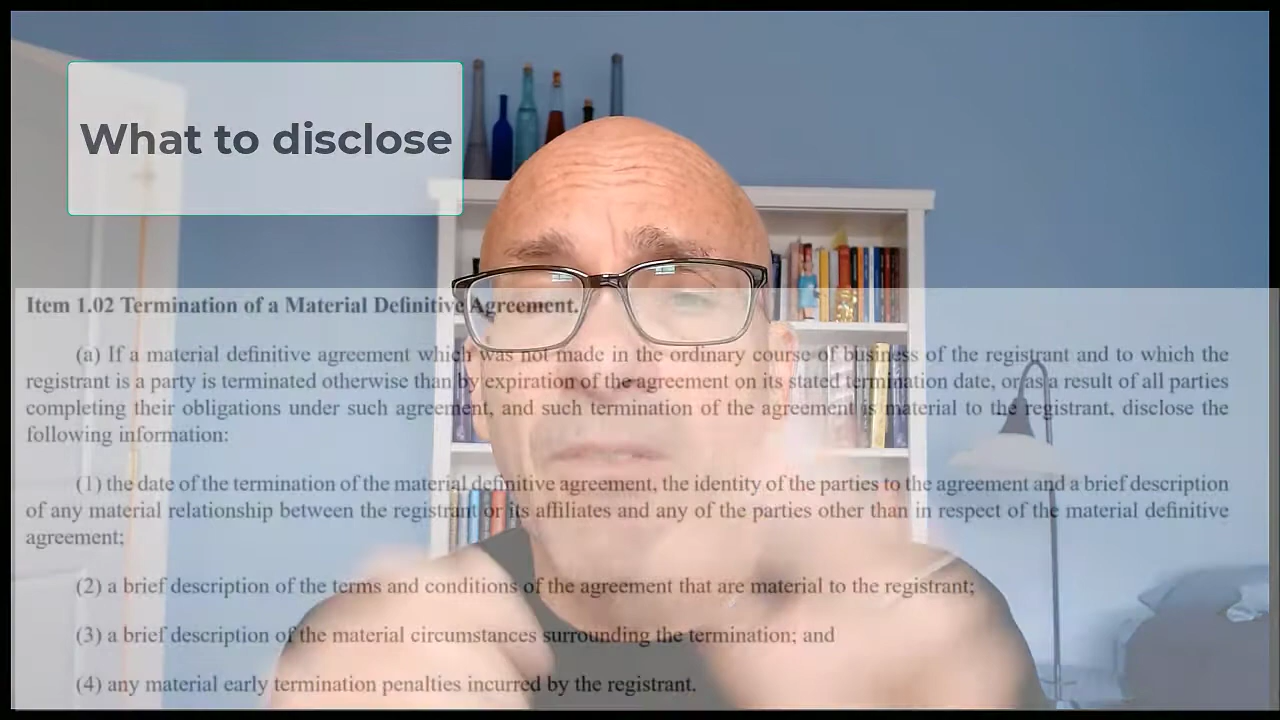 What to disclose
Item 1.02 Termination of a Material Definitive Agreement.
(a) If a material definitive agreement which was not made in the ordinary course of business of the registrant and to which the
registrant is a party is terminated otherwise than by expiration of the agreement on its stated termination date, or as a result of all parties
completing their obligations under such agreement, and such termination of the agreement is material to the registrant, disclose the
following information:
(1) the date of the termination of the material definitive agreement, the identity of the parties to the agreement and a brief description
of any material relationship between the registrant or its affiliates and any of the parties other than in respect of the material definitive
agreement;
(2) a brief description of the terms and conditions of the agreement that are material to the registrant;
(3) a brief description of the material circumstances surrounding the termination; and
(4) any material early termination penalties incurred by the registrant.